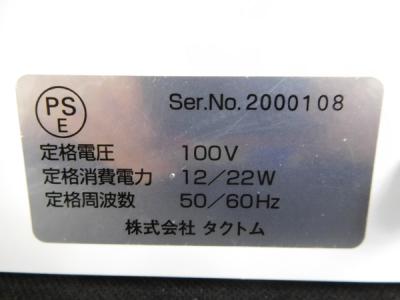 PS
E
Ser.No.2000108
定格電圧 100V
定格消費電力 12/22W
定格周波数 50/60Hz
株式会社 タクトム